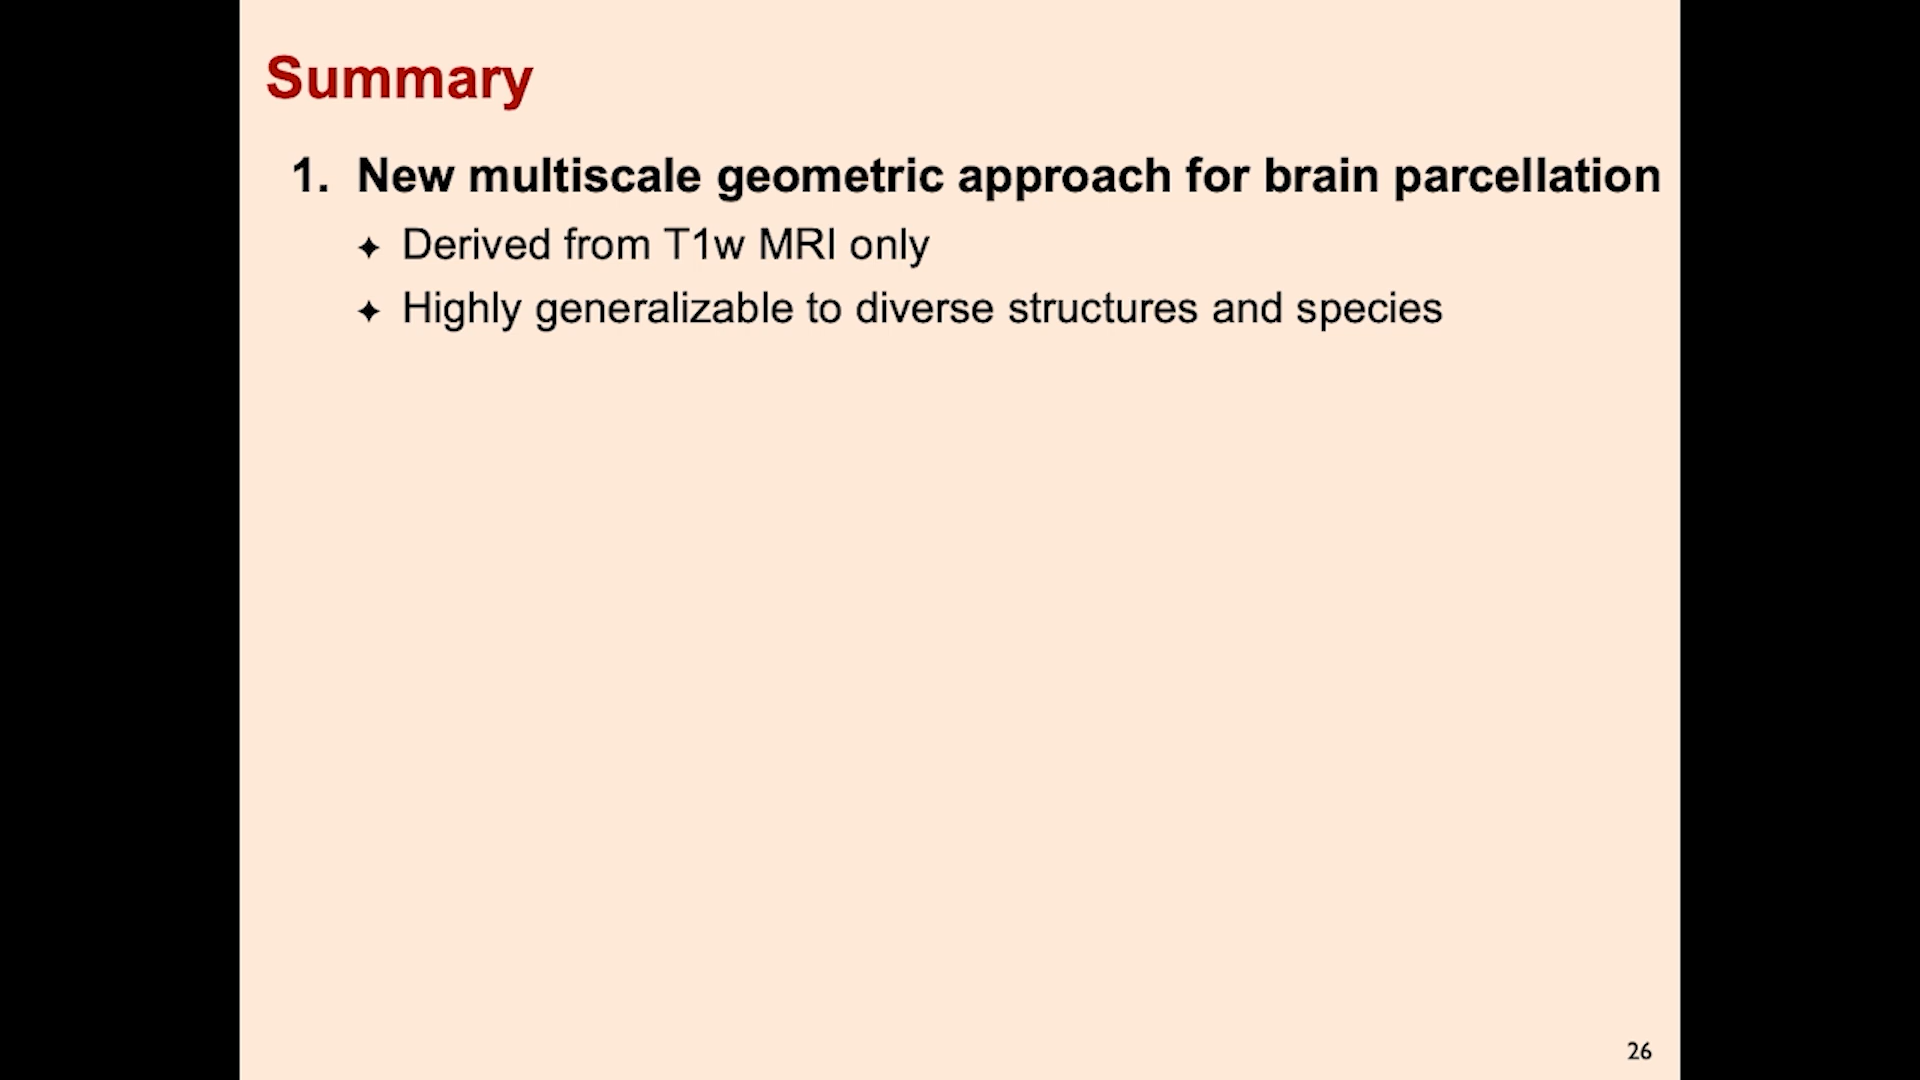 Summary
1. New multiscale geometric approach for brain parcellation
✦ Derived from T1w MRI only
✦ Highly generalizable to diverse structures and species
26